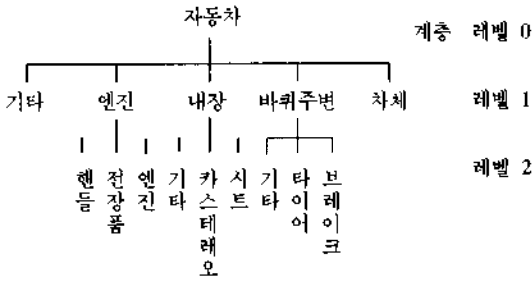 자동차
계층 레벨 0
기타 엔진 내장 바퀴주변 차체 레벨 1
레벨 2
핸들 전장품 엔진 기타 카스테레오 시트 기타 타이어 브레이크